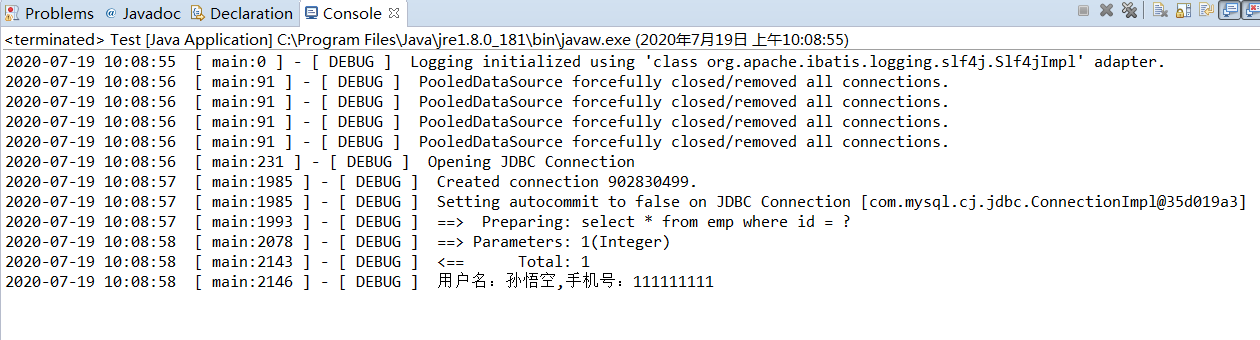 Problems @ Javadoc Declaration Console
<terminated> Test [Java Application] C:\Program Files\Java\jre1.8.0_181\bin\javaw.exe (2020年7月19日 上午10:08:55)
2020-07-19 10:08:55  [ main:0 ] - [ DEBUG ]  Logging initialized using 'class org.apache.ibatis.logging.slf4j.Slf4jImpl' adapter.
2020-07-19 10:08:56  [ main:91 ] - [ DEBUG ]  PooledDataSource forcefully closed/removed all connections.
2020-07-19 10:08:56  [ main:91 ] - [ DEBUG ]  PooledDataSource forcefully closed/removed all connections.
2020-07-19 10:08:56  [ main:91 ] - [ DEBUG ]  PooledDataSource forcefully closed/removed all connections.
2020-07-19 10:08:56  [ main:91 ] - [ DEBUG ]  PooledDataSource forcefully closed/removed all connections.
2020-07-19 10:08:56  [ main:231 ] - [ DEBUG ]  Opening JDBC Connection
2020-07-19 10:08:57  [ main:1985 ] - [ DEBUG ]  Created connection 902830499.
2020-07-19 10:08:57  [ main:1985 ] - [ DEBUG ]  Setting autocommit to false on JDBC Connection [com.mysql.cj.jdbc.ConnectionImpl@35d019a3]
2020-07-19 10:08:57  [ main:1993 ] - [ DEBUG ]  ==>  Preparing: select * from emp where id = ?
2020-07-19 10:08:58  [ main:2078 ] - [ DEBUG ]  ==> Parameters: 1(Integer)
2020-07-19 10:08:58  [ main:2143 ] - [ DEBUG ]  <==      Total: 1
2020-07-19 10:08:58  [ main:2146 ] - [ DEBUG ]  用户名：孙悟空,手机号：111111111